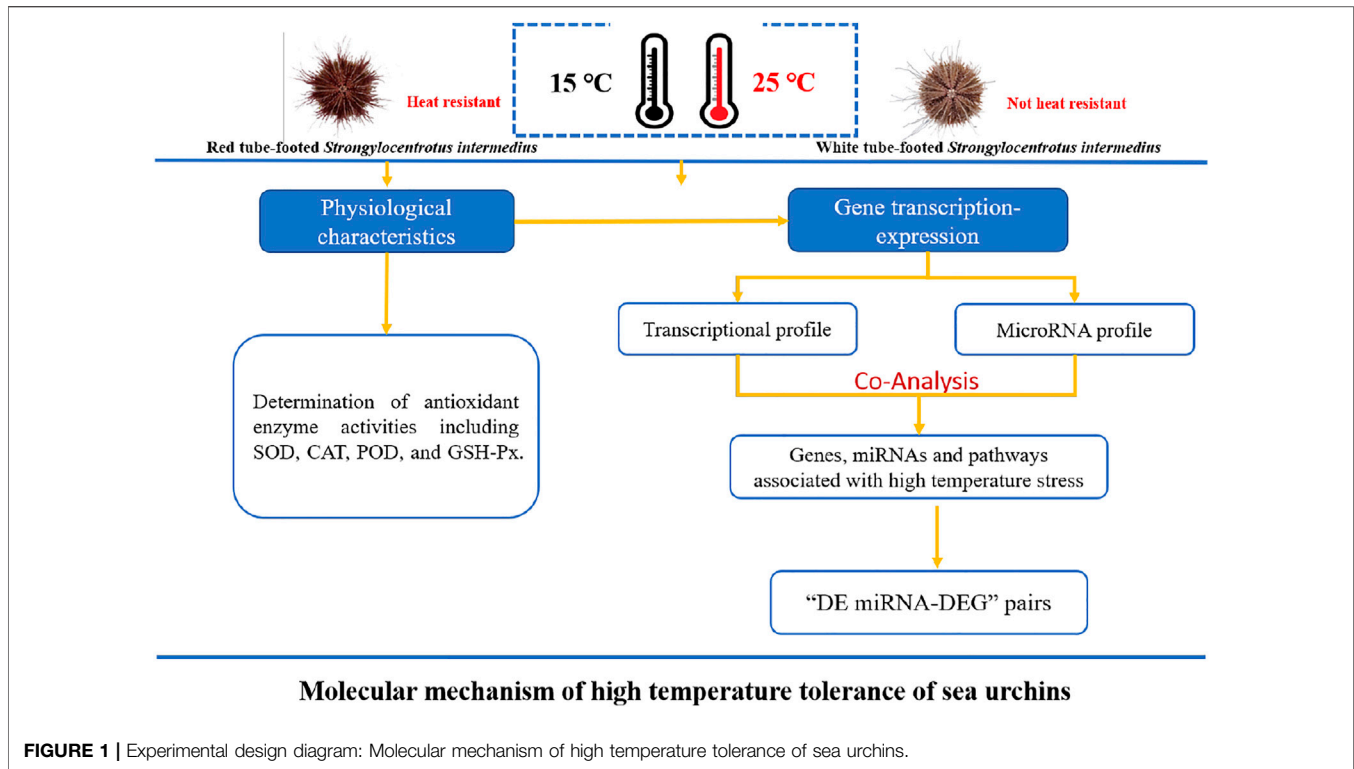 15 °C
25 °C
Heat resistant
Not heat resistant
Red tube-footed Strongylocentrotus intermedius
White tube-footed Strongylocentrotus intermedius
Physiological
characteristics
Gene transcription-
expression
Transcriptional profile
MicroRNA profile
Co-Analysis
Determination of antioxidant
enzyme activities including
SOD, CAT, POD, and GSH-Px.
Genes, miRNAs and pathways
associated with high temperature stress
“DE miRNA-DEG” pairs
Molecular mechanism of high temperature tolerance of sea urchins
FIGURE 1 | Experimental design diagram: Molecular mechanism of high temperature tolerance of sea urchins.